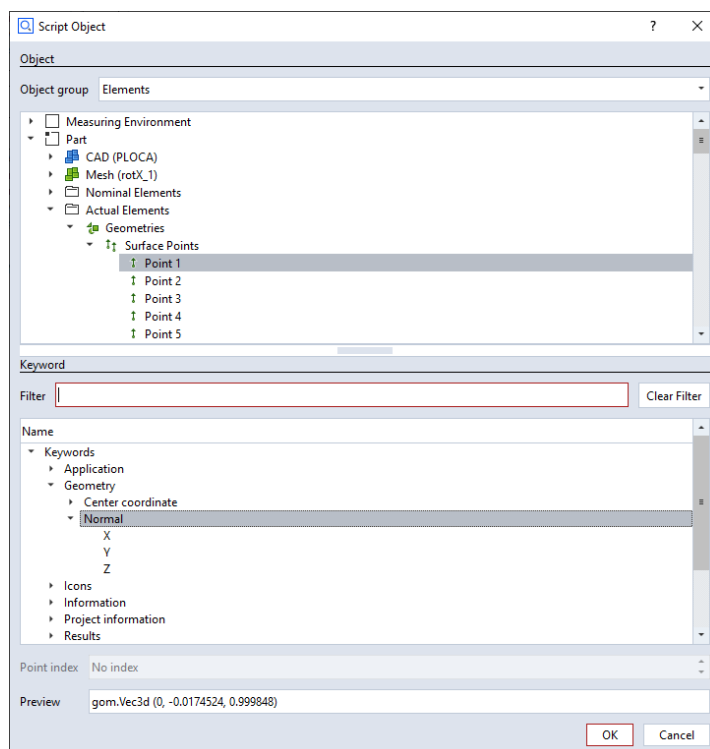 Script Object
?
Object
Object group Elements
Measuring Environment
Part
CAD (PLOCA)
Mesh (rotX_1)
Nominal Elements
Actual Elements
Geometries
Surface Points
Point 1
Point 2
Point 3
Point 4
Point 5
Keyword
Filter Clear Filter
Name
Keywords
Application
Geometry
Center coordinate
Normal
X
Y
Z
Icons
Information
Project information
Results
Point index No index
Preview gom.Vec3d (0, -0.0174524, 0.999848)
OK Cancel